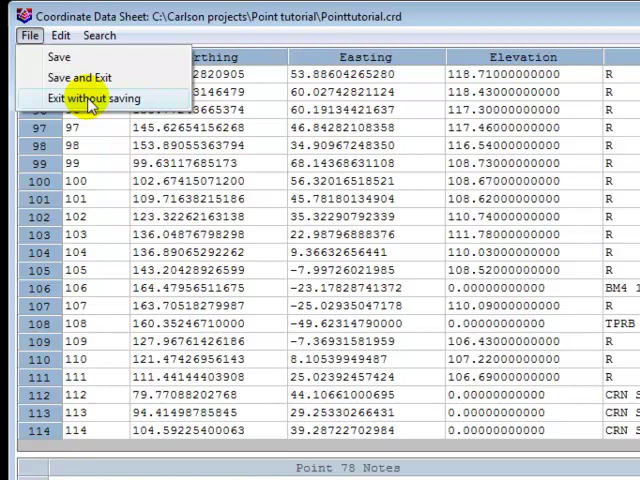 Coordinate Data Sheet: C:\Carlson projects\Point tutorial\Pointtutorial.crd
File Edit Search
Save
Save and Exit
Exit without saving
rthing Easting Elevation
2820905 53.88604265280 118.71000000000 R
3146479 60.02742821124 118.43000000000 R
3665374 60.19134421637 117.30000000000 R
97 97 145.62654156268 46.84282108358 117.46000000000 R
98 98 153.89055363794 34.90967248350 116.54000000000 R
99 99 99.63117685173 68.14368631108 108.73000000000 R
100 100 102.67415071200 56.32016518521 108.67000000000 R
101 101 109.71638215186 45.78180134904 108.62000000000 R
102 102 123.32262163138 35.32290792339 110.74000000000 R
103 103 136.04876798298 22.98796888376 111.78000000000 R
104 104 136.89065292262 9.36632656441 110.03000000000 R
105 105 143.20428926599 -7.99726021985 108.52000000000 R
106 106 164.47956511675 -23.17828741372 0.00000000000 BM4 1
107 107 163.70518279987 -25.02935047178 110.09000000000 R
108 108 160.35246710000 -49.62314790000 0.00000000000 TPRB
109 109 127.96761426186 -7.36931581959 106.43000000000 R
110 110 121.47426956143 8.10539949487 107.22000000000 R
111 111 111.44144403908 25.02392457424 106.69000000000 R
112 112 79.77088202768 44.10661000695 0.00000000000 CRN S
113 113 94.41498785845 29.25330266431 0.00000000000 CRN S
114 114 104.59225400063 39.28722702984 0.00000000000 CRN S
Point 78 Notes